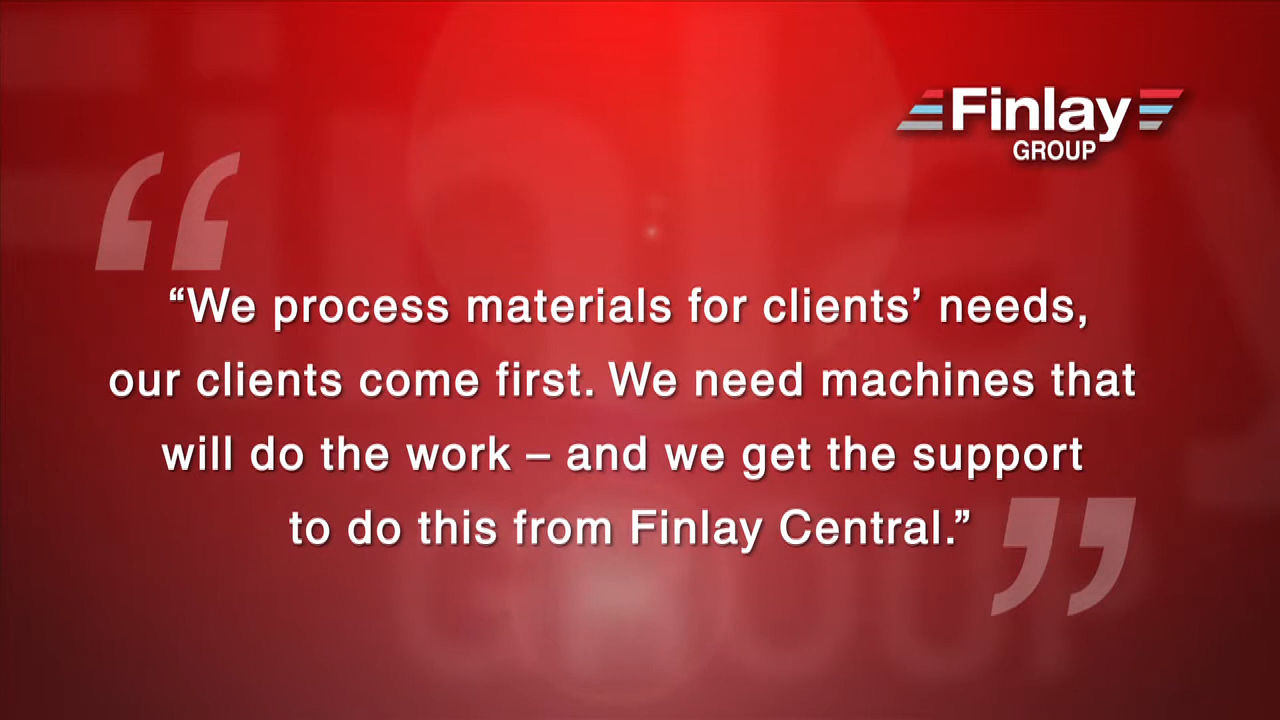 Finlay
GROUP
“We process materials for clients’ needs,
our clients come first. We need machines that
will do the work – and we get the support
to do this from Finlay Central.”